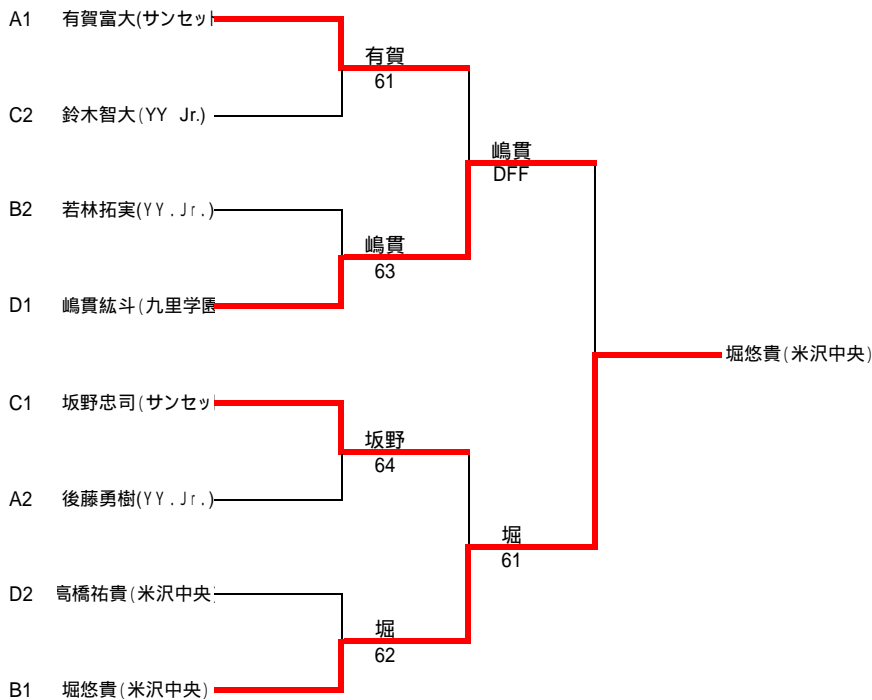 A1 有賀富大(サンセット
有賀
61
C2 鈴木智大(YY Jr.)
嶋貫
DFF
B2 若林拓実(YY.Jr.)
嶋貫
63
D1 嶋貫紘斗(九里学園
堀悠貴(米沢中央)
C1 坂野忠司(サンセット
坂野
64
A2 後藤勇樹(YY.Jr.)
堀
61
D2 高橋祐貴(米沢中央)
堀
62
B1 堀悠貴(米沢中央)